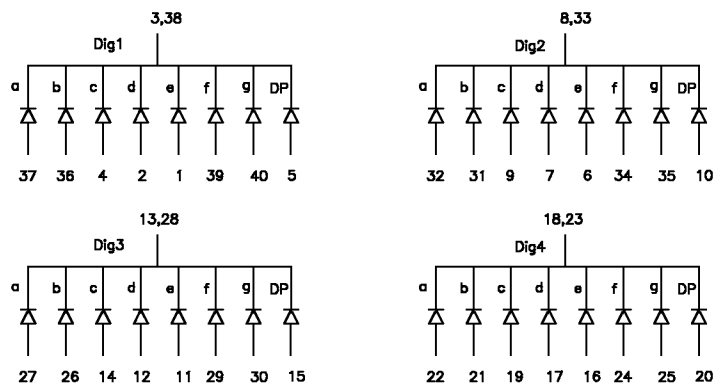 3,38
8,33
Dig1
Dig2
a b c d e f g DP
a b c d e f g DP
37 36 4 2 1 39 40 5
32 31 9 7 6 34 35 10
13,28
18,23
Dig3
Dig4
a b c d e f g DP
a b c d e f g DP
27 26 14 12 11 29 30 15
22 21 19 17 16 24 25 20